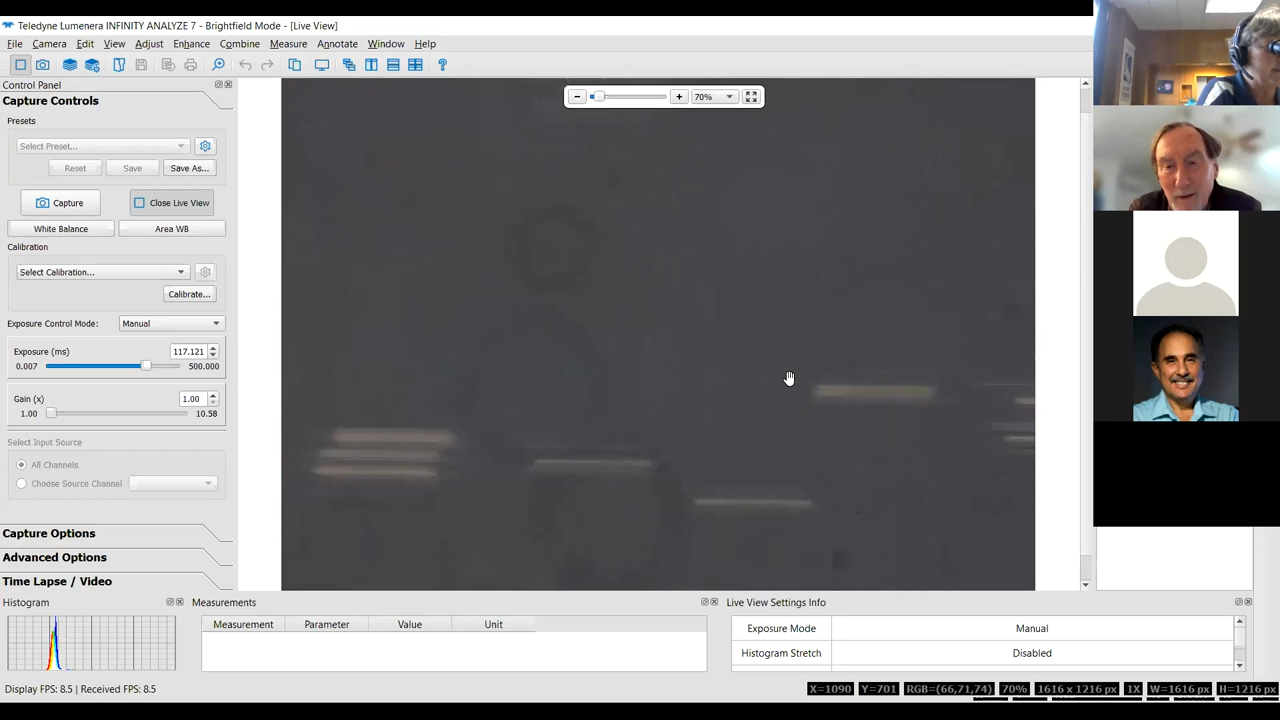 Teledyne Lumenera INFINITY ANALYZE 7 - Brightfield Mode - [Live View]
File Camera Edit View Adjust Enhance Combine Measure Annotate Window Help
Control Panel
Capture Controls
Presets
Select Preset...
Reset Save Save As...
Capture Close Live View
White Balance Area WB
Calibration
Select Calibration...
Calibrate...
Exposure Control Mode: Manual
Exposure (ms) 117.121
0.007 500.000
Gain (x) 1.00
1.00 10.58
Select Input Source
All Channels
Choose Source Channel
Capture Options
Advanced Options
Time Lapse / Video
70%
Histogram
Measurements
Measurement Parameter Value Unit
Live View Settings Info
Exposure Mode Manual
Histogram Stretch Disabled
Display FPS: 8.5 | Received FPS: 8.5
X=1090 Y=701 RGB=(66,71,74) 70% 1616 x 1216 px 1X W=1616 px H=1216 px